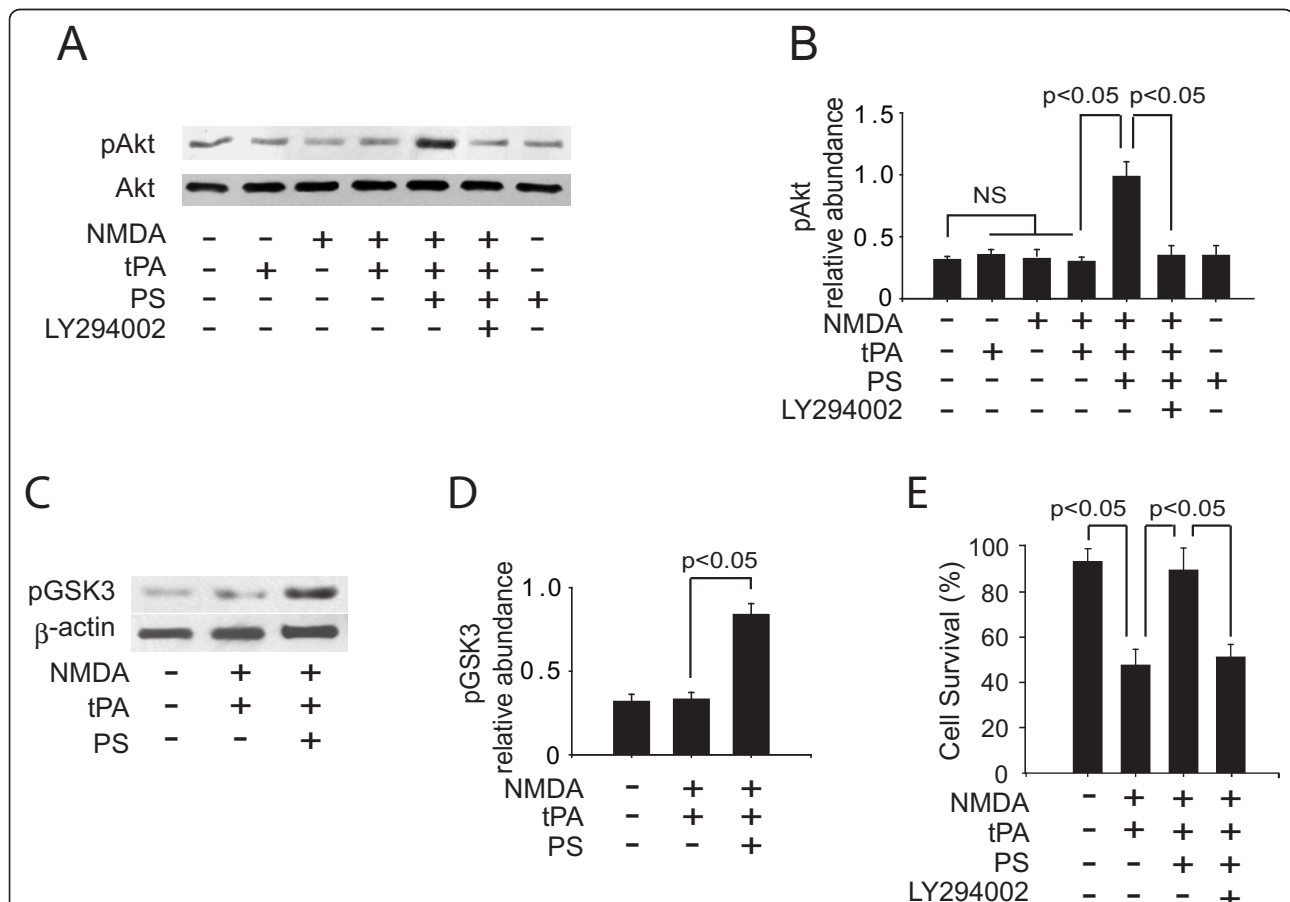 A
pAkt
Akt
NMDA - - + + + + -
tPA - + - + + + -
PS - - - - + + +
LY294002 - - - - - + -
B
p<0.05 p<0.05
NS
pAkt
relative abundance
1.5
1.0
0.5
0
NMDA - - + + + + -
tPA - + - + + + -
PS - - - - + + +
LY294002 - - - - - + -
C
pGSK3
β-actin
NMDA - + +
tPA - + +
PS - - +
D
p<0.05
pGSK3
relative abundance
1.0
0.5
0
NMDA - + +
tPA - + +
PS - - +
E
p<0.05 p<0.05
Cell Survival (%)
100
80
60
40
20
0
NMDA - + + +
tPA - + + +
PS - - + +
LY294002 - - - +